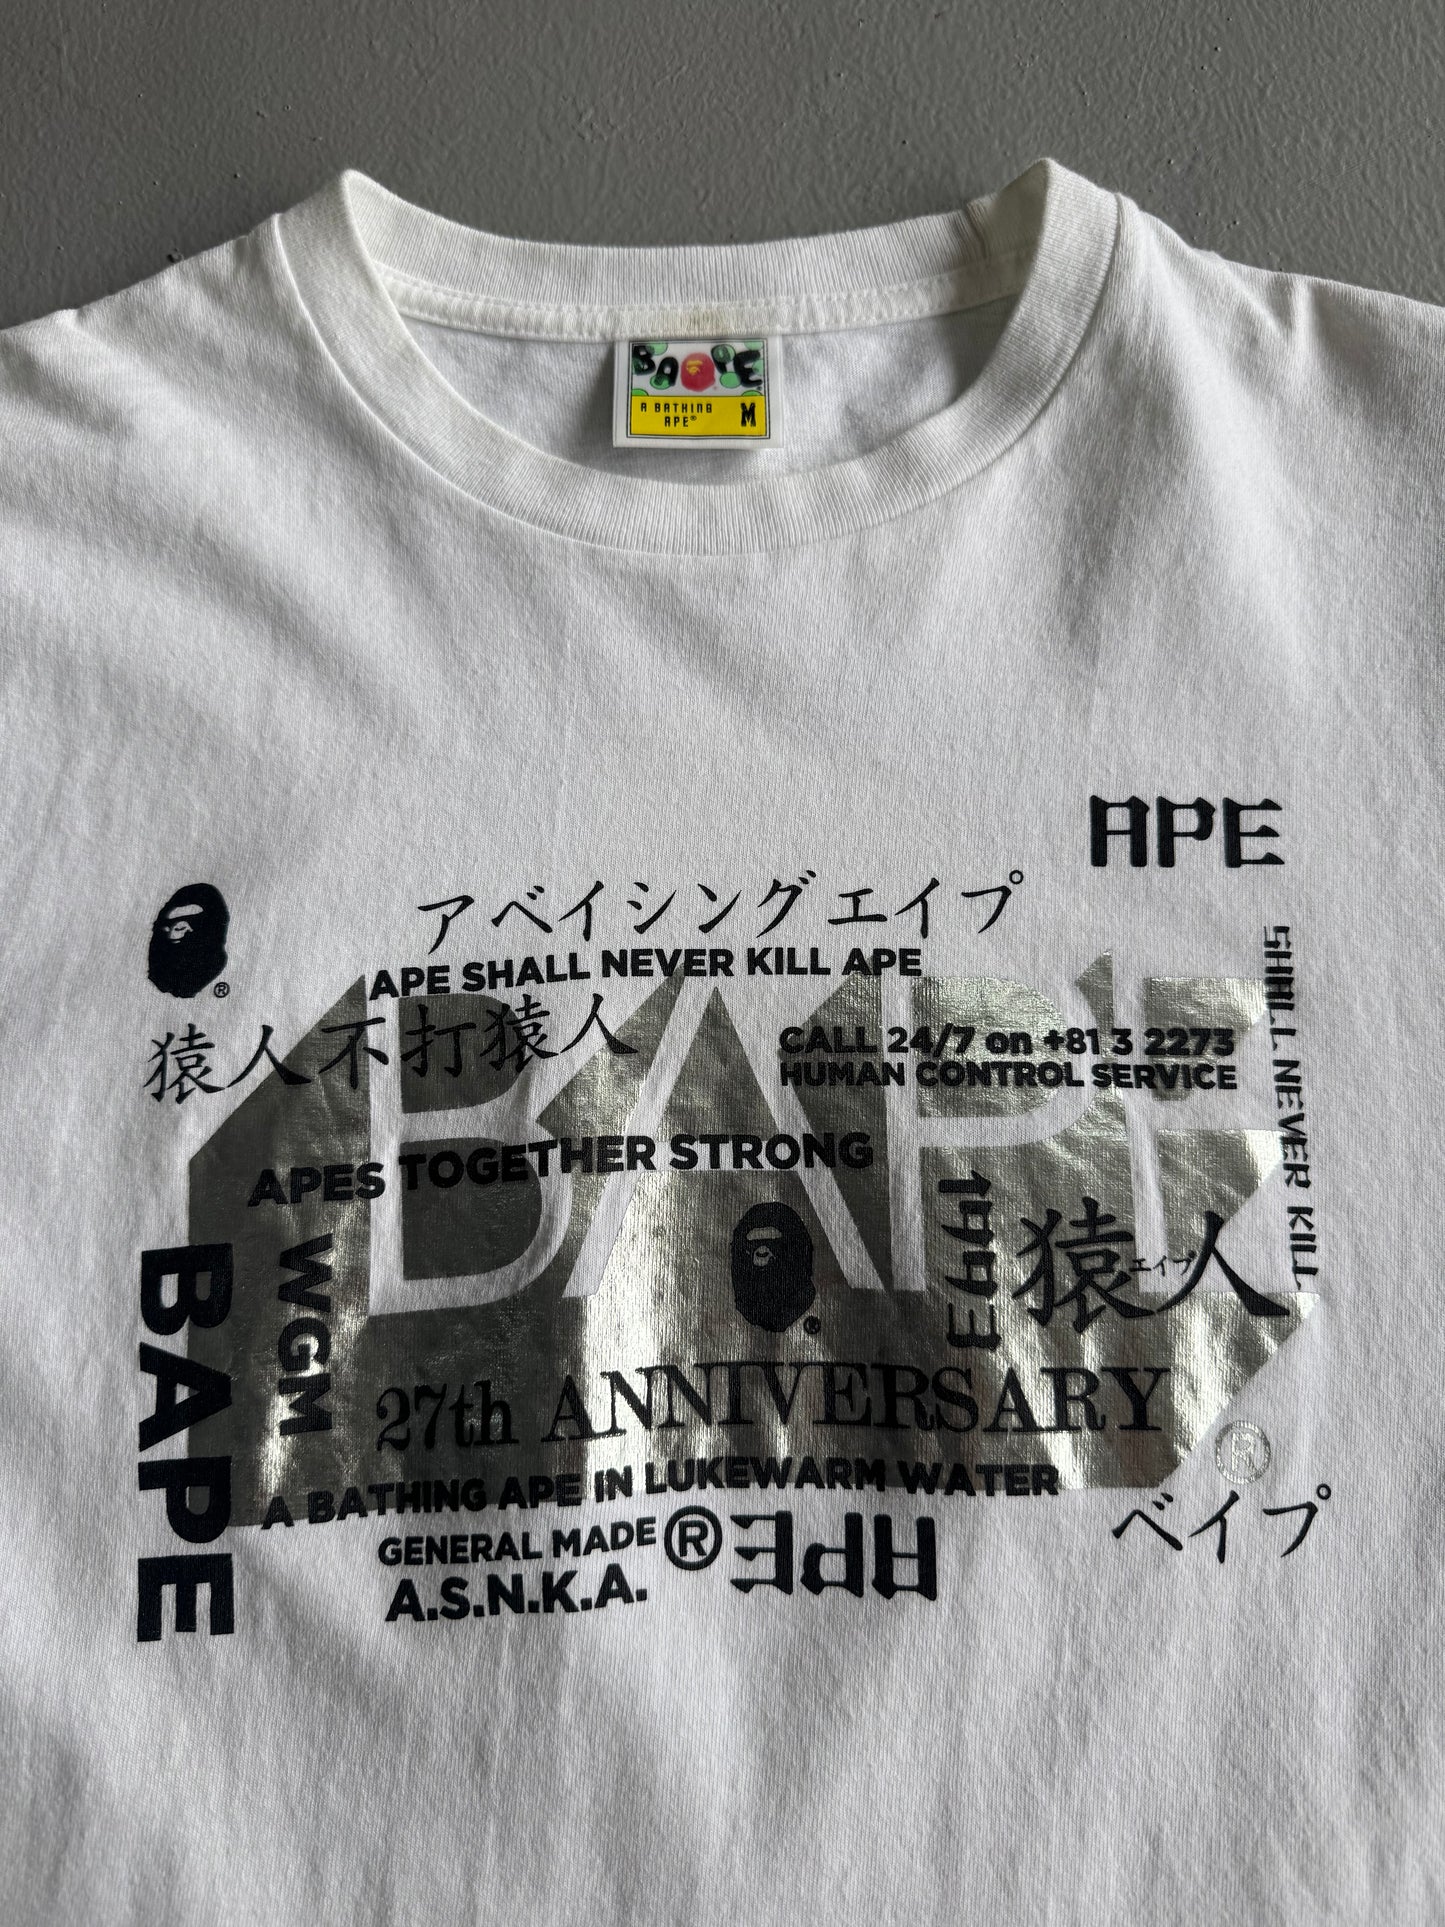 BAPE
A BATHING
APE®
M
APE
アベイシングエイプ
APE SHALL NEVER KILL APE
猿人不打猿人
®
BAPE
CALL 24/7 on +81 3 2273
HUMAN CONTROL SERVICE
SHALL NEVER KILL
APES TOGETHER STRONG
1993
猿人
エイプ
®
WGM
BAPE
27th ANNIVERSARY
A BATHING APE IN LUKEWARM WATER
®
ベイプ
GENERAL MADE
®
APE
A.S.N.K.A.